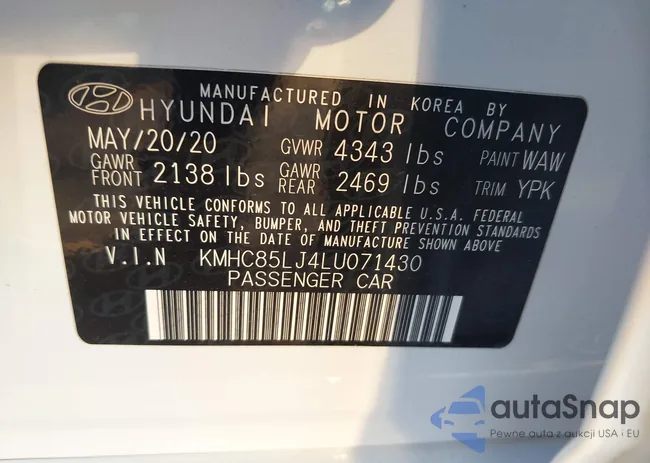 MANUFACTURED IN KOREA BY
HYUNDAI MOTOR COMPANY
MAY/20/20 GVWR 4343 lbs PAINT WAW
GAWR FRONT 2138 lbs GAWR REAR 2469 lbs TRIM YPK
THIS VEHICLE CONFORMS TO ALL APPLICABLE U.S.A. FEDERAL
MOTOR VEHICLE SAFETY, BUMPER, AND THEFT PREVENTION STANDARDS
IN EFFECT ON THE DATE OF MANUFACTURE SHOWN ABOVE.
V.I.N KMHC85LJ4LU071430
PASSENGER CAR
autaSnap
Pewne auta z aukcji USA i EU